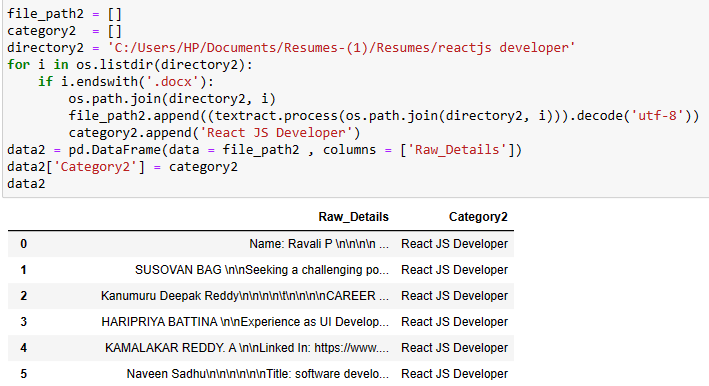 file_path2 = []
category2  = []
directory2 = 'C:/Users/HP/Documents/Resumes-(1)/Resumes/reactjs developer'
for i in os.listdir(directory2):
    if i.endswith('.docx'):
        os.path.join(directory2, i)
        file_path2.append((textract.process(os.path.join(directory2, i))).decode('utf-8'))
        category2.append('React JS Developer')
data2 = pd.DataFrame(data = file_path2 , columns = ['Raw_Details'])
data2['Category2'] = category2
data2
Raw_Details Category2
0 Name: Ravali P \n\n\n\n ... React JS Developer
1 SUSOVAN BAG \n\nSeeking a challenging po... React JS Developer
2 Kanumuru Deepak Reddy\n\n\n\n\t\n\n\n\nCAREER ... React JS Developer
3 HARIPRIYA BATTINA \n\nExperience as UI Develop... React JS Developer
4 KAMALAKAR REDDY. A \n\nLinked In: https://www.... React JS Developer
5 Naveen Sadhu\n\n\n\n\n\n\nTitle: software develo... React JS Developer